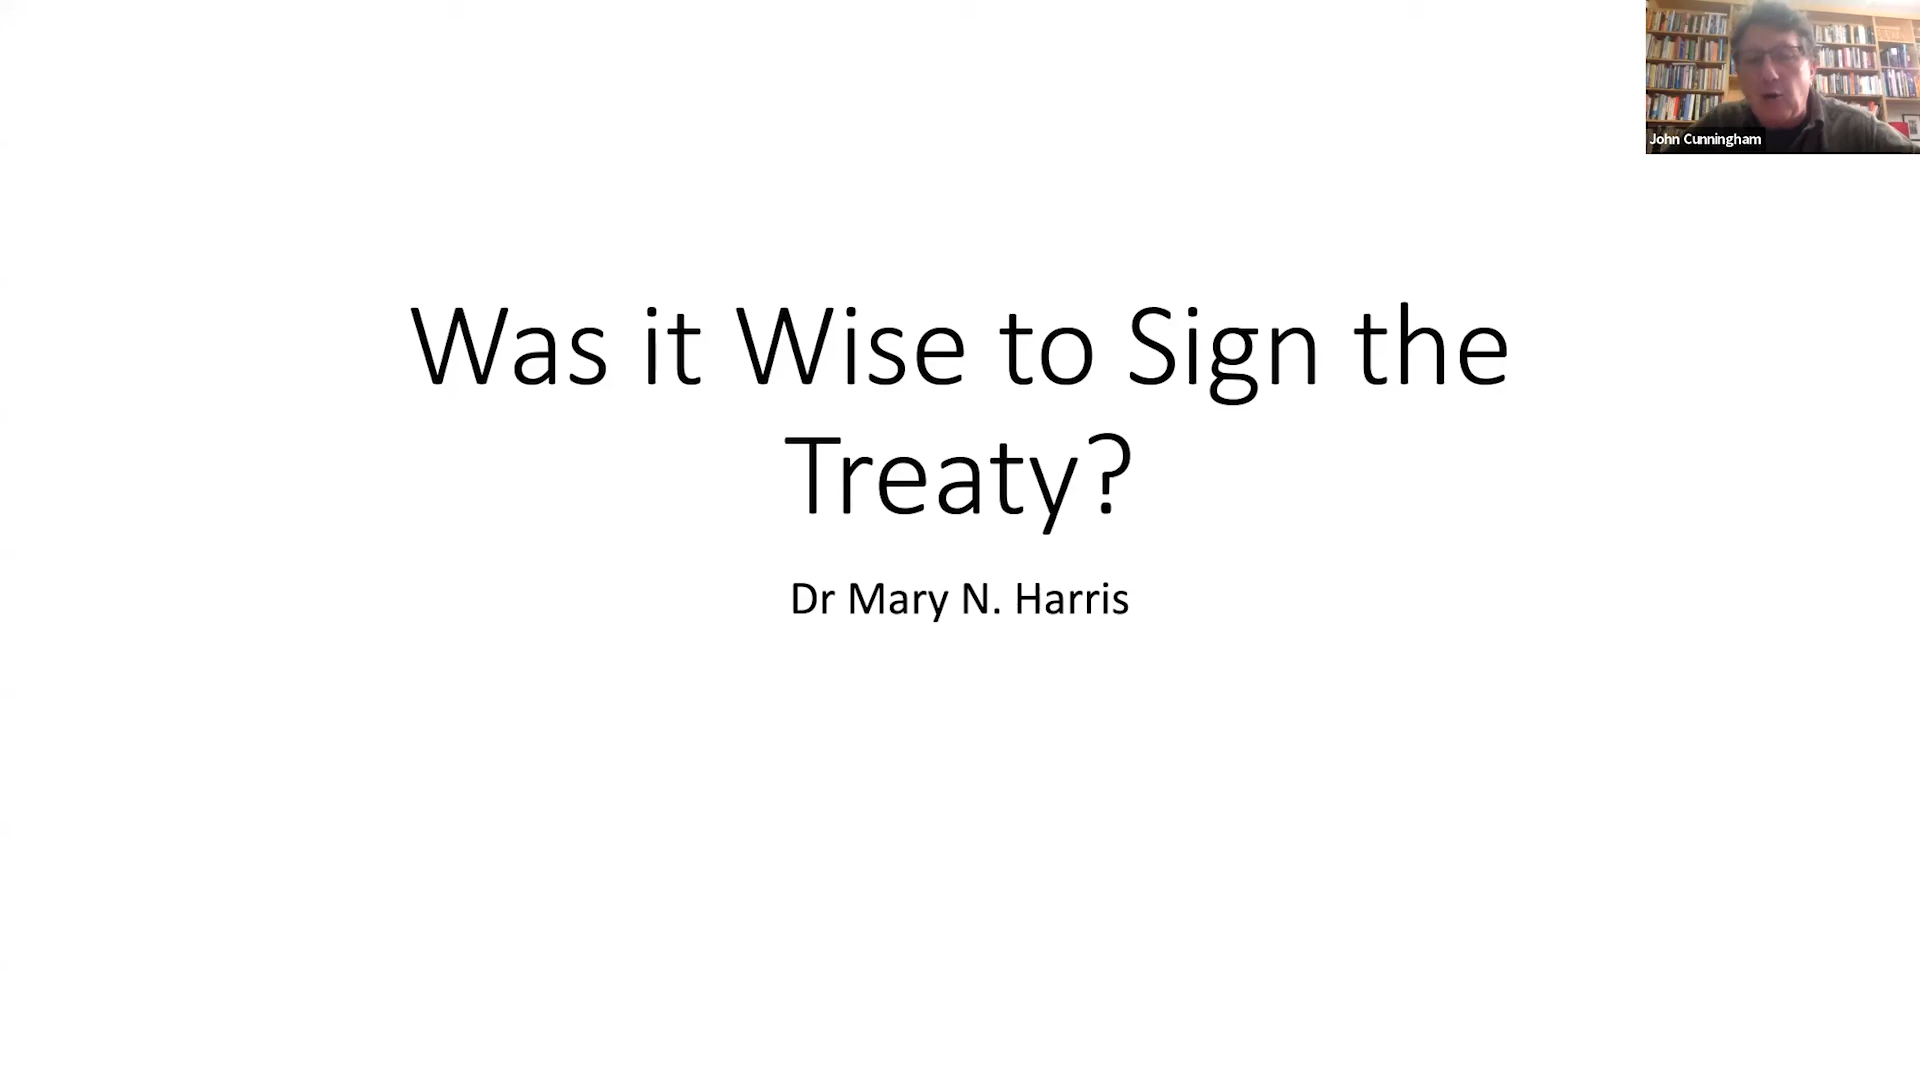 John Cunningham
Was it Wise to Sign the
Treaty?
Dr Mary N. Harris